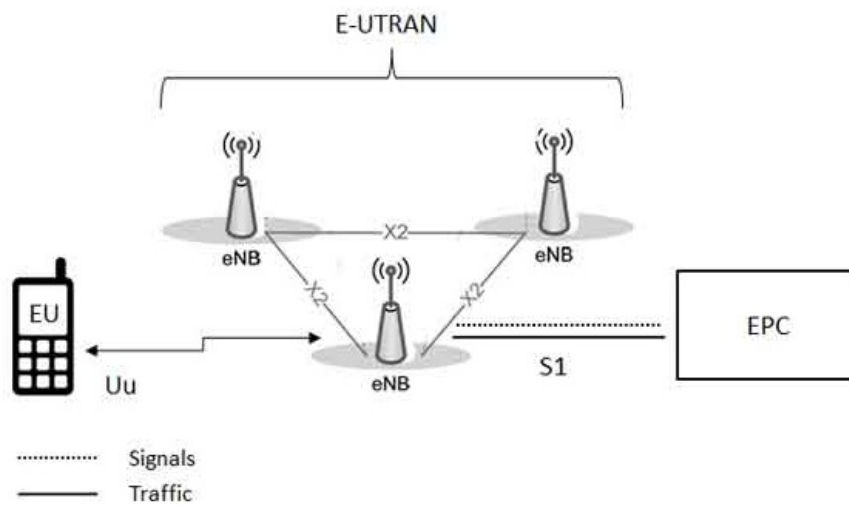 E-UTRAN
X2
eNB
eNB
X2
X2
EU
EPC
Uu
eNB
S1
Signals
Traffic